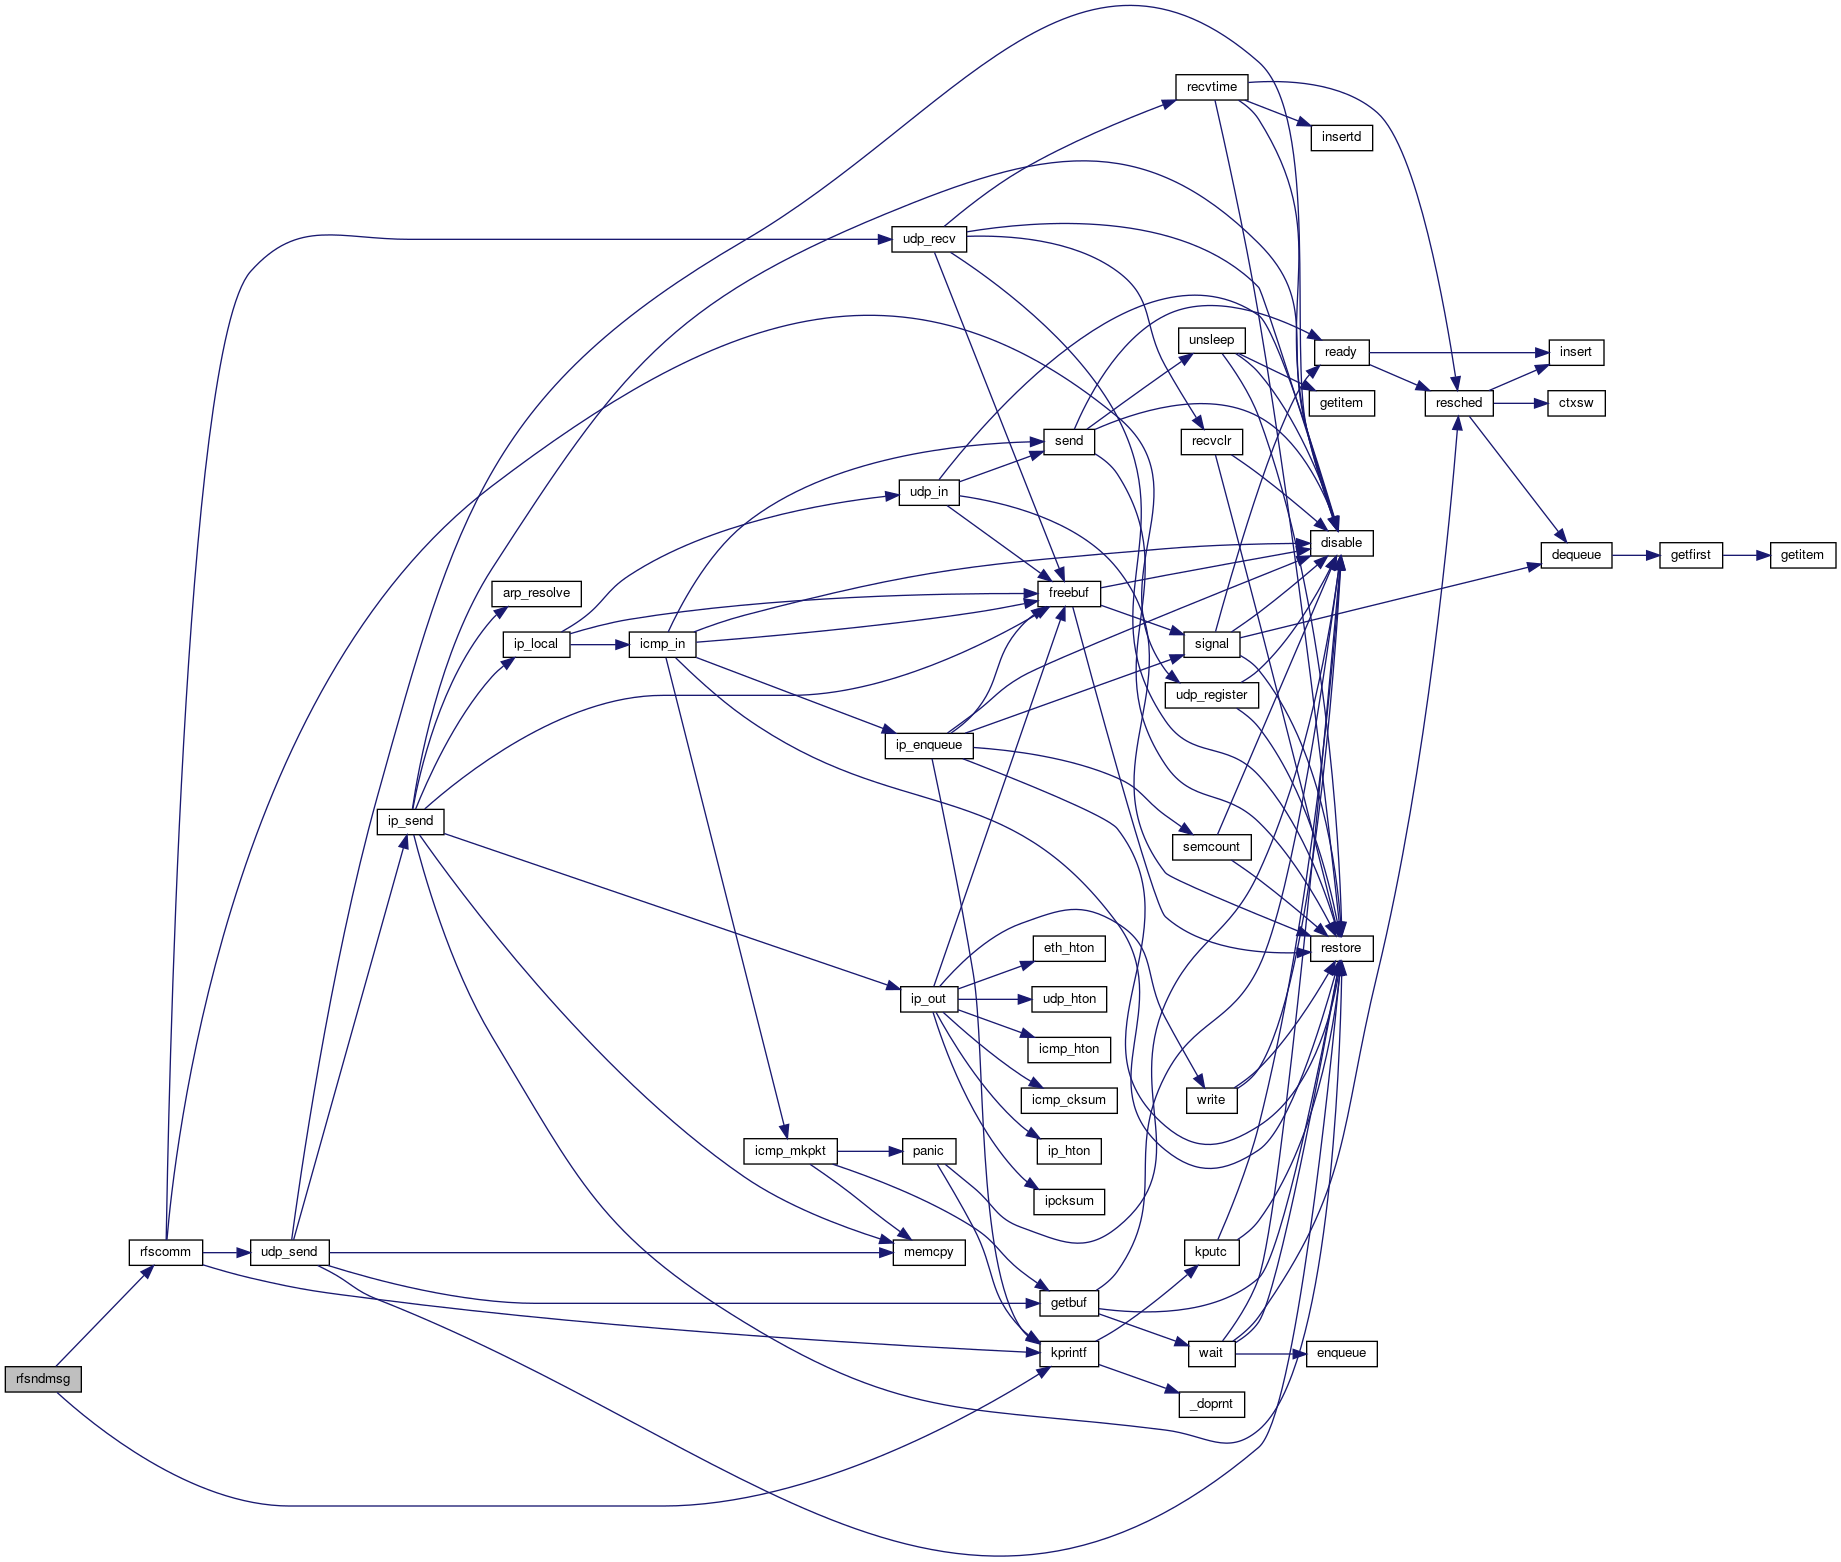 recvtime
insertd
udp_recv
unsleep
ready
insert
getitem
resched
ctxsw
send
recvclr
udp_in
disable
dequeue
getfirst
getitem
arp_resolve
freebuf
ip_local
icmp_in
signal
udp_register
ip_enqueue
ip_send
semcount
eth_hton
restore
ip_out
udp_hton
icmp_hton
icmp_cksum
write
icmp_mkpkt
panic
ip_hton
ipcksum
rfscomm
udp_send
memcpy
kputc
getbuf
kprintf
wait
enqueue
rfsndmsg
_doprnt